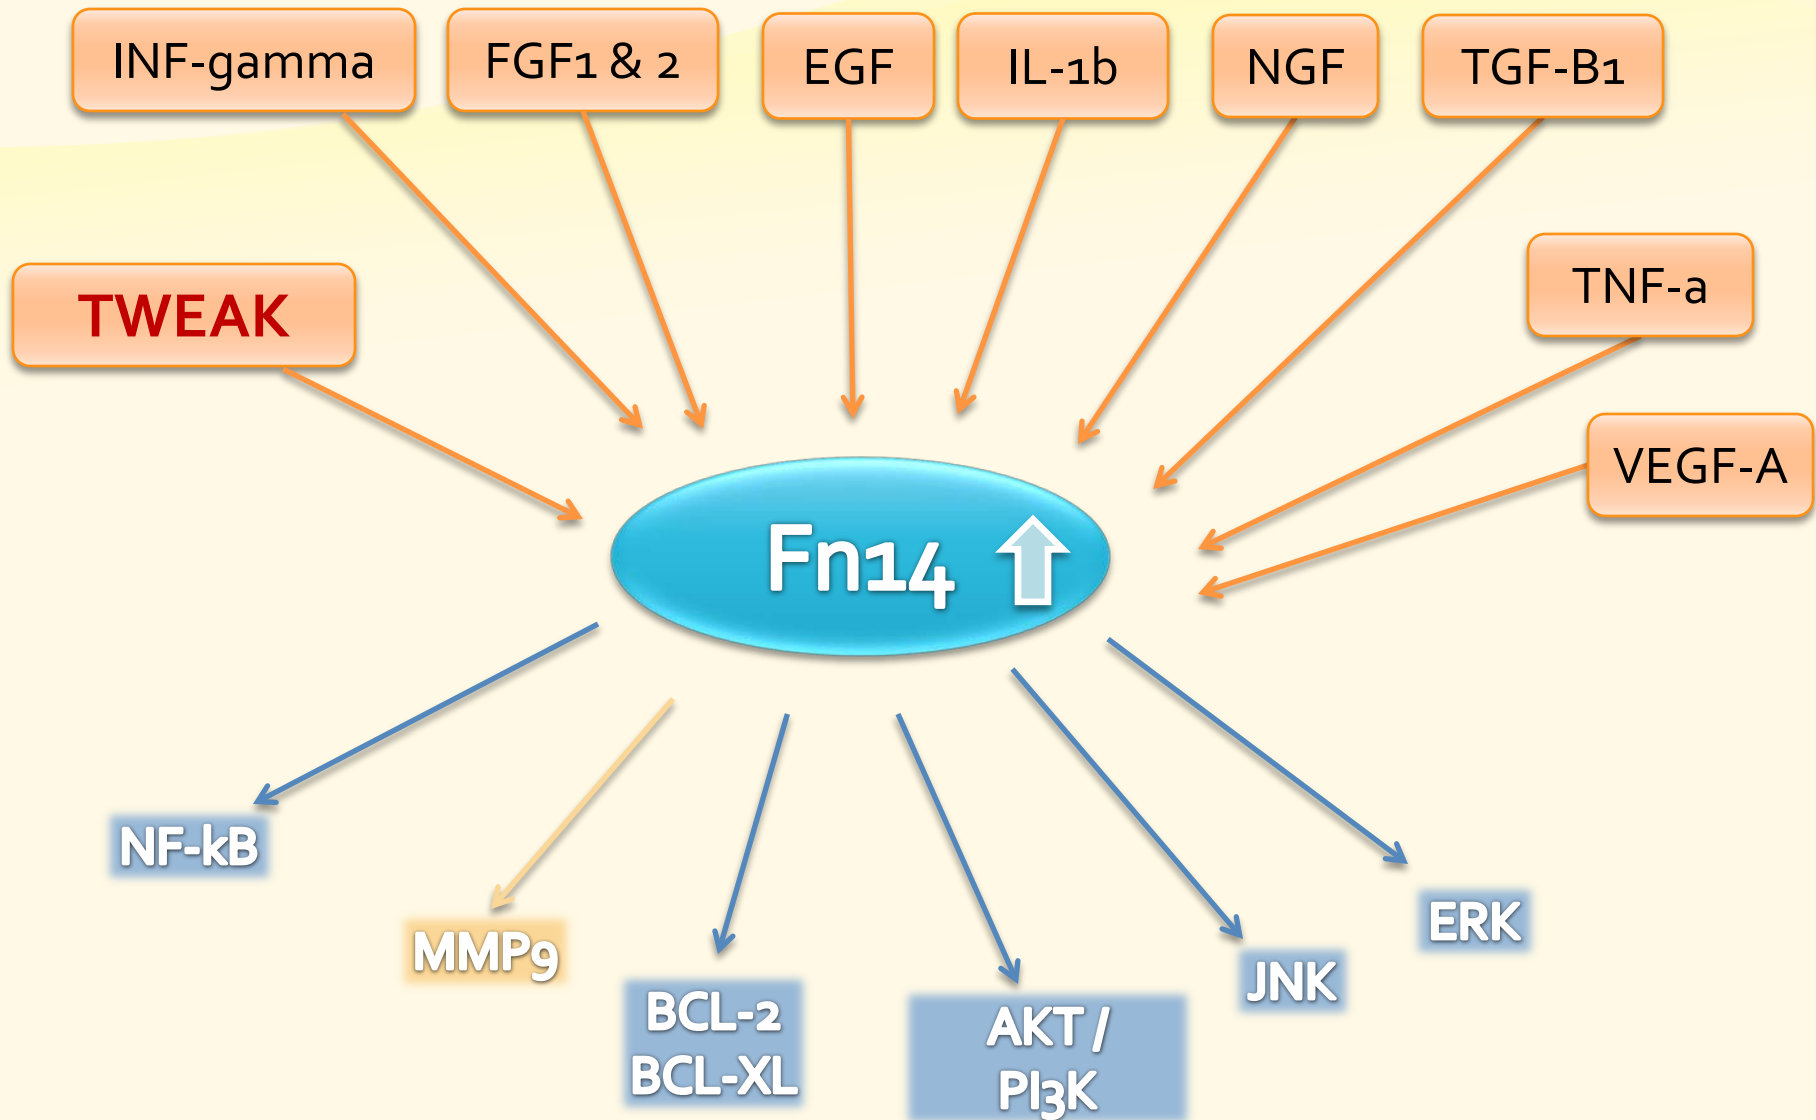 INF-gamma
FGF1 & 2
EGF
IL-1b
NGF
TGF-B1
TWEAK
TNF-a
VEGF-A
Fn14
NF-kB
MMP9
BCL-2
BCL-XL
AKT /
PI3K
JNK
ERK